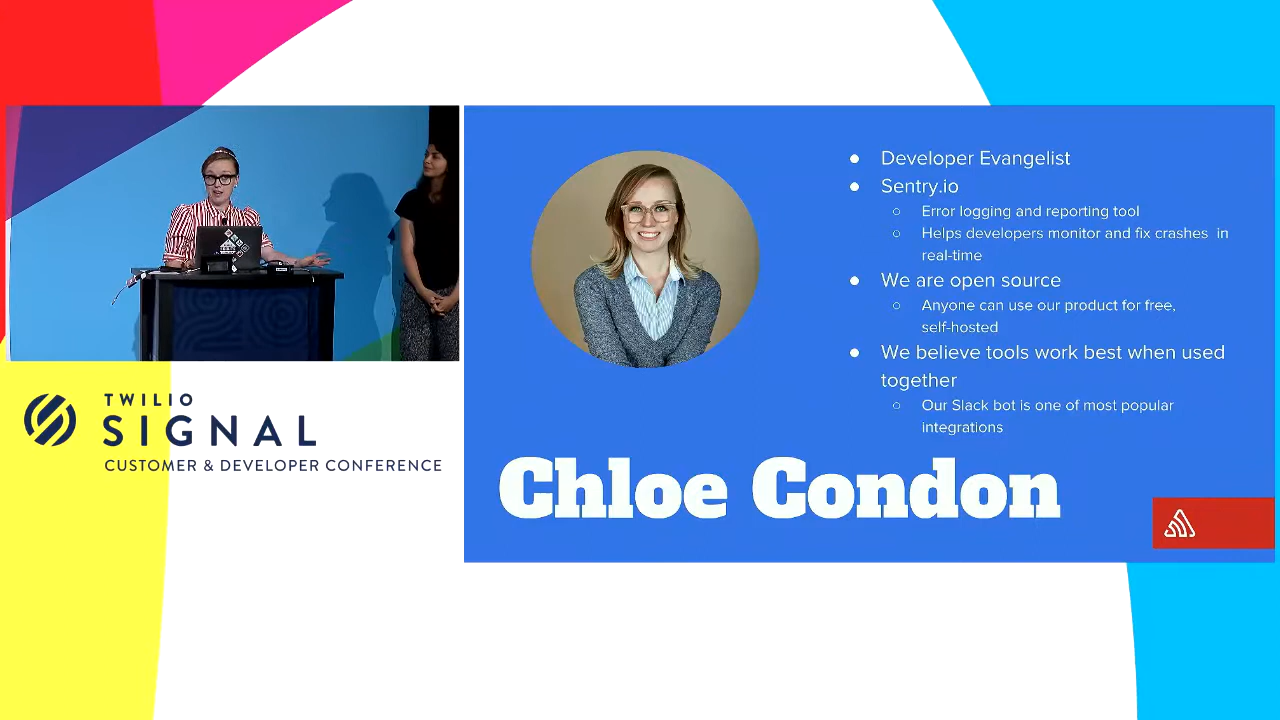 TWILIO
SIGNAL
CUSTOMER & DEVELOPER CONFERENCE
Developer Evangelist
Sentry.io
Error logging and reporting tool
Helps developers monitor and fix crashes in
real-time
We are open source
Anyone can use our product for free,
self-hosted
We believe tools work best when used
together
Our Slack bot is one of most popular
integrations
Chloe Condon